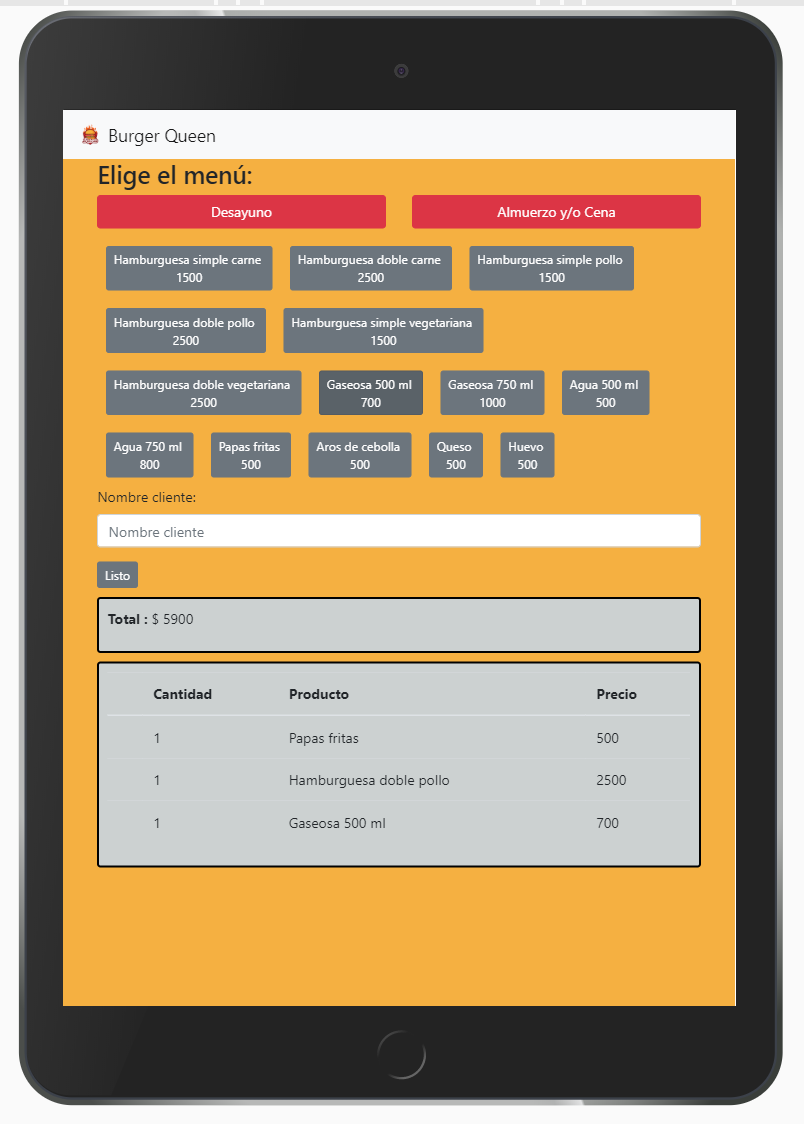 Burger Queen
Elige el menú:
Desayuno Almuerzo y/o Cena
Hamburguesa simple carne Hamburguesa doble carne Hamburguesa simple pollo
1500 2500 1500
Hamburguesa doble pollo Hamburguesa simple vegetariana
2500 1500
Hamburguesa doble vegetariana Gaseosa 500 ml Gaseosa 750 ml Agua 500 ml
2500 700 1000 500
Agua 750 ml Papas fritas Aros de cebolla Queso Huevo
800 500 500 500 500
Nombre cliente:
Nombre cliente
Listo
Total : $ 5900
Cantidad Producto Precio
1 Papas fritas 500
1 Hamburguesa doble pollo 2500
1 Gaseosa 500 ml 700